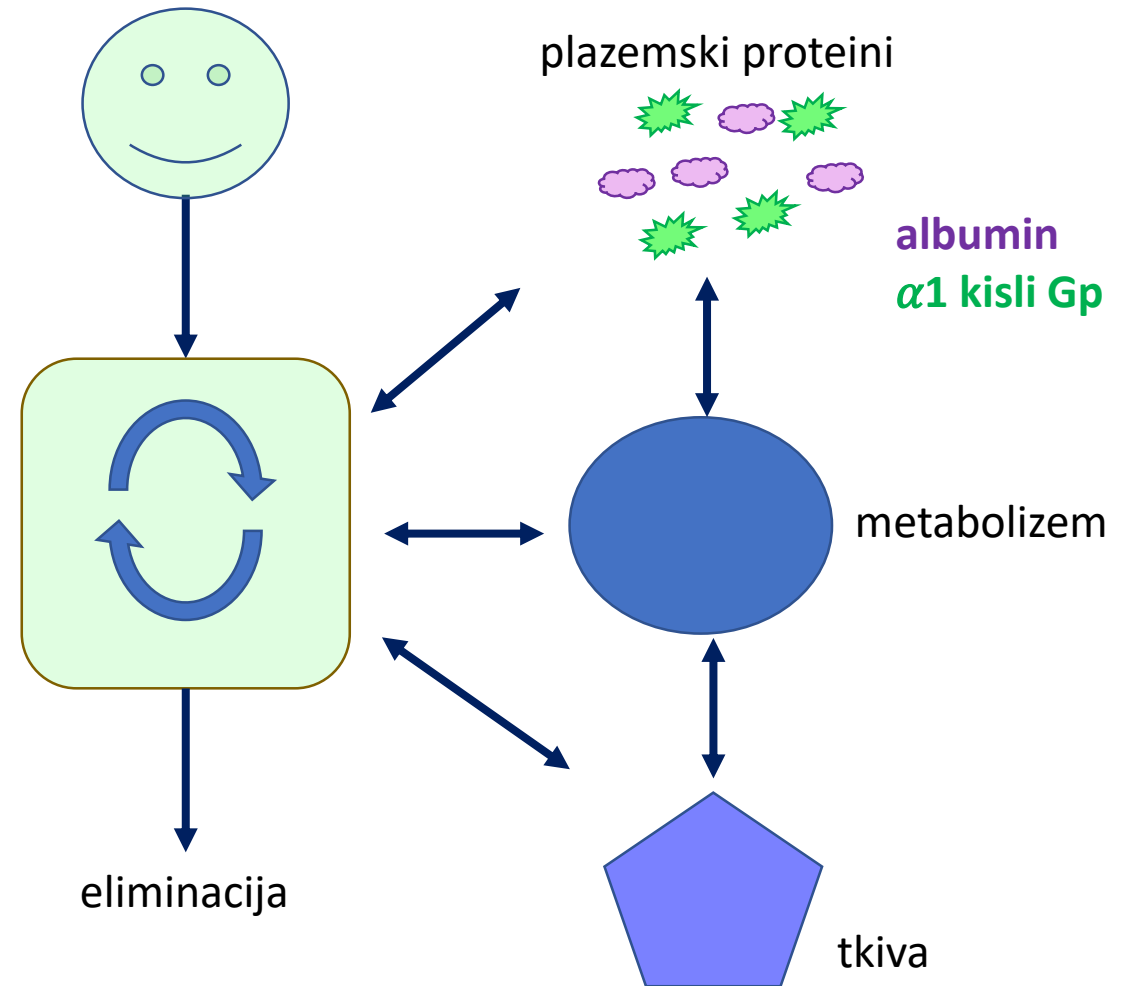 plazemski proteini
albumin
α1 kisli Gp
metabolizem
eliminacija
tkiva